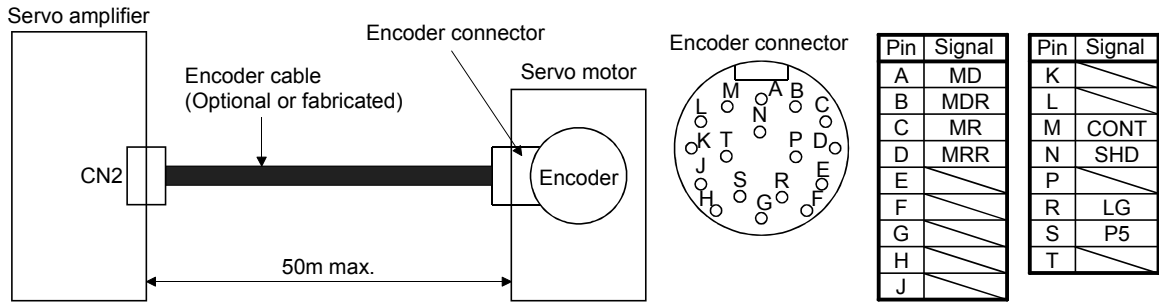 Servo amplifier
CN2
Encoder cable
(Optional or fabricated)
50m max.
Encoder connector
Servo motor
Encoder
Encoder connector
A
B
C
D
E
F
G
H
J
K
L
M
N
P
R
S
T
Pin Signal
A MD
B MDR
C MR
D MRR
E
F
G
H
J
Pin Signal
K
L
M CONT
N SHD
P
R LG
S P5
T